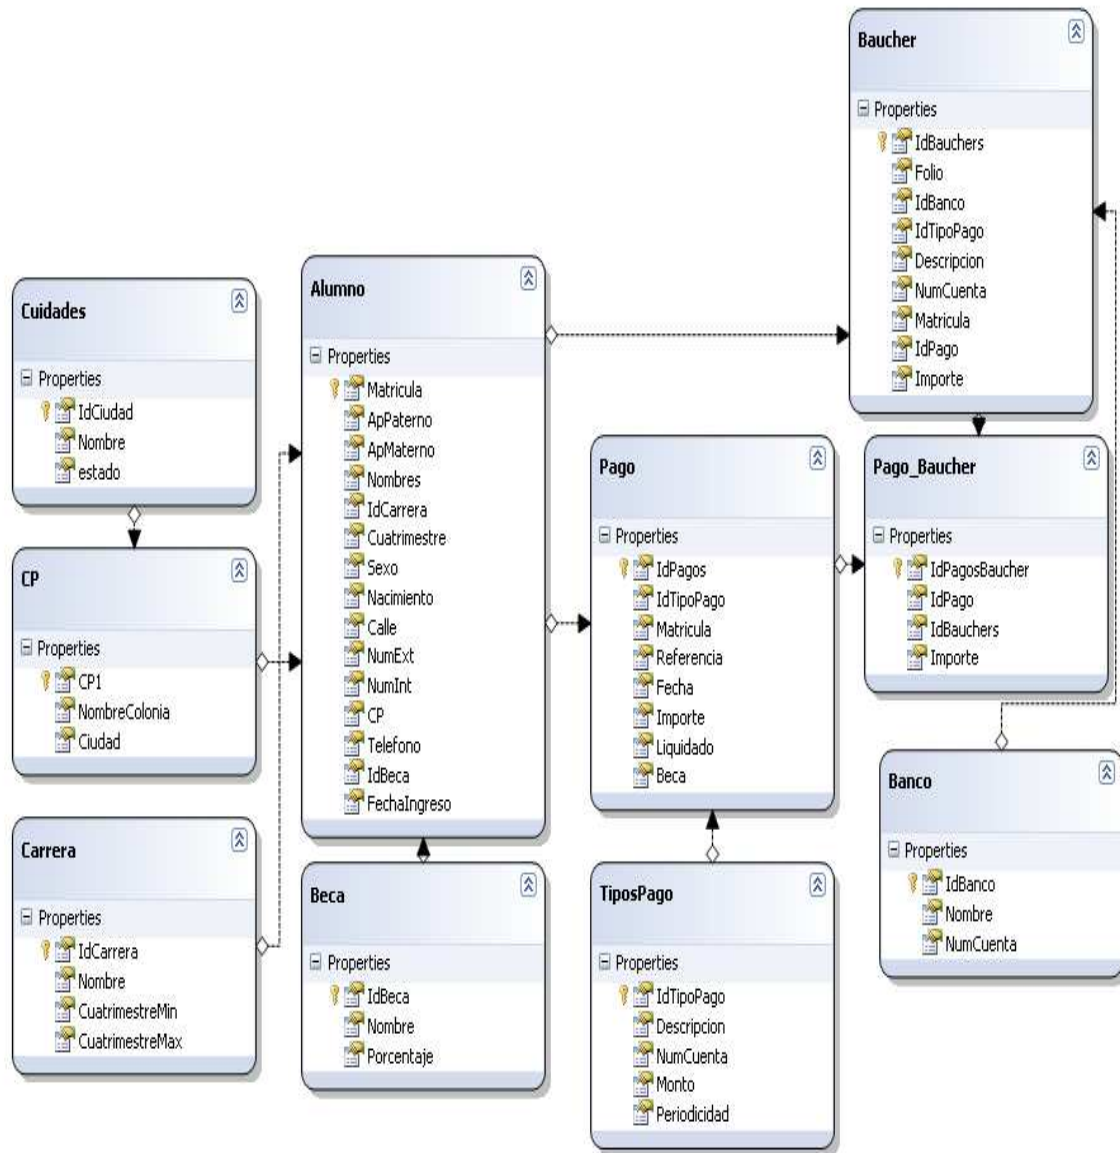 Baucher
Properties
IdBauchers
Folio
IdBanco
IdTipoPago
Descripcion
NumCuenta
Matricula
IdPago
Importe
Cuidades
Properties
IdCiudad
Nombre
estado
Alumno
Properties
Matricula
ApPaterno
ApMaterno
Nombres
IdCarrera
Cuatrimestre
Sexo
Nacimiento
Calle
NumExt
NumInt
CP
Telefono
IdBeca
FechaIngreso
Pago
Properties
IdPagos
IdTipoPago
Matricula
Referencia
Fecha
Importe
Liquidado
Beca
Pago_Baucher
Properties
IdPagosBaucher
IdPago
IdBauchers
Importe
CP
Properties
CP1
NombreColonia
Ciudad
Carrera
Properties
IdCarrera
Nombre
CuatrimestreMin
CuatrimestreMax
Beca
Properties
IdBeca
Nombre
Porcentaje
TiposPago
Properties
IdTipoPago
Descripcion
NumCuenta
Monto
Periodicidad
Banco
Properties
IdBanco
Nombre
NumCuenta